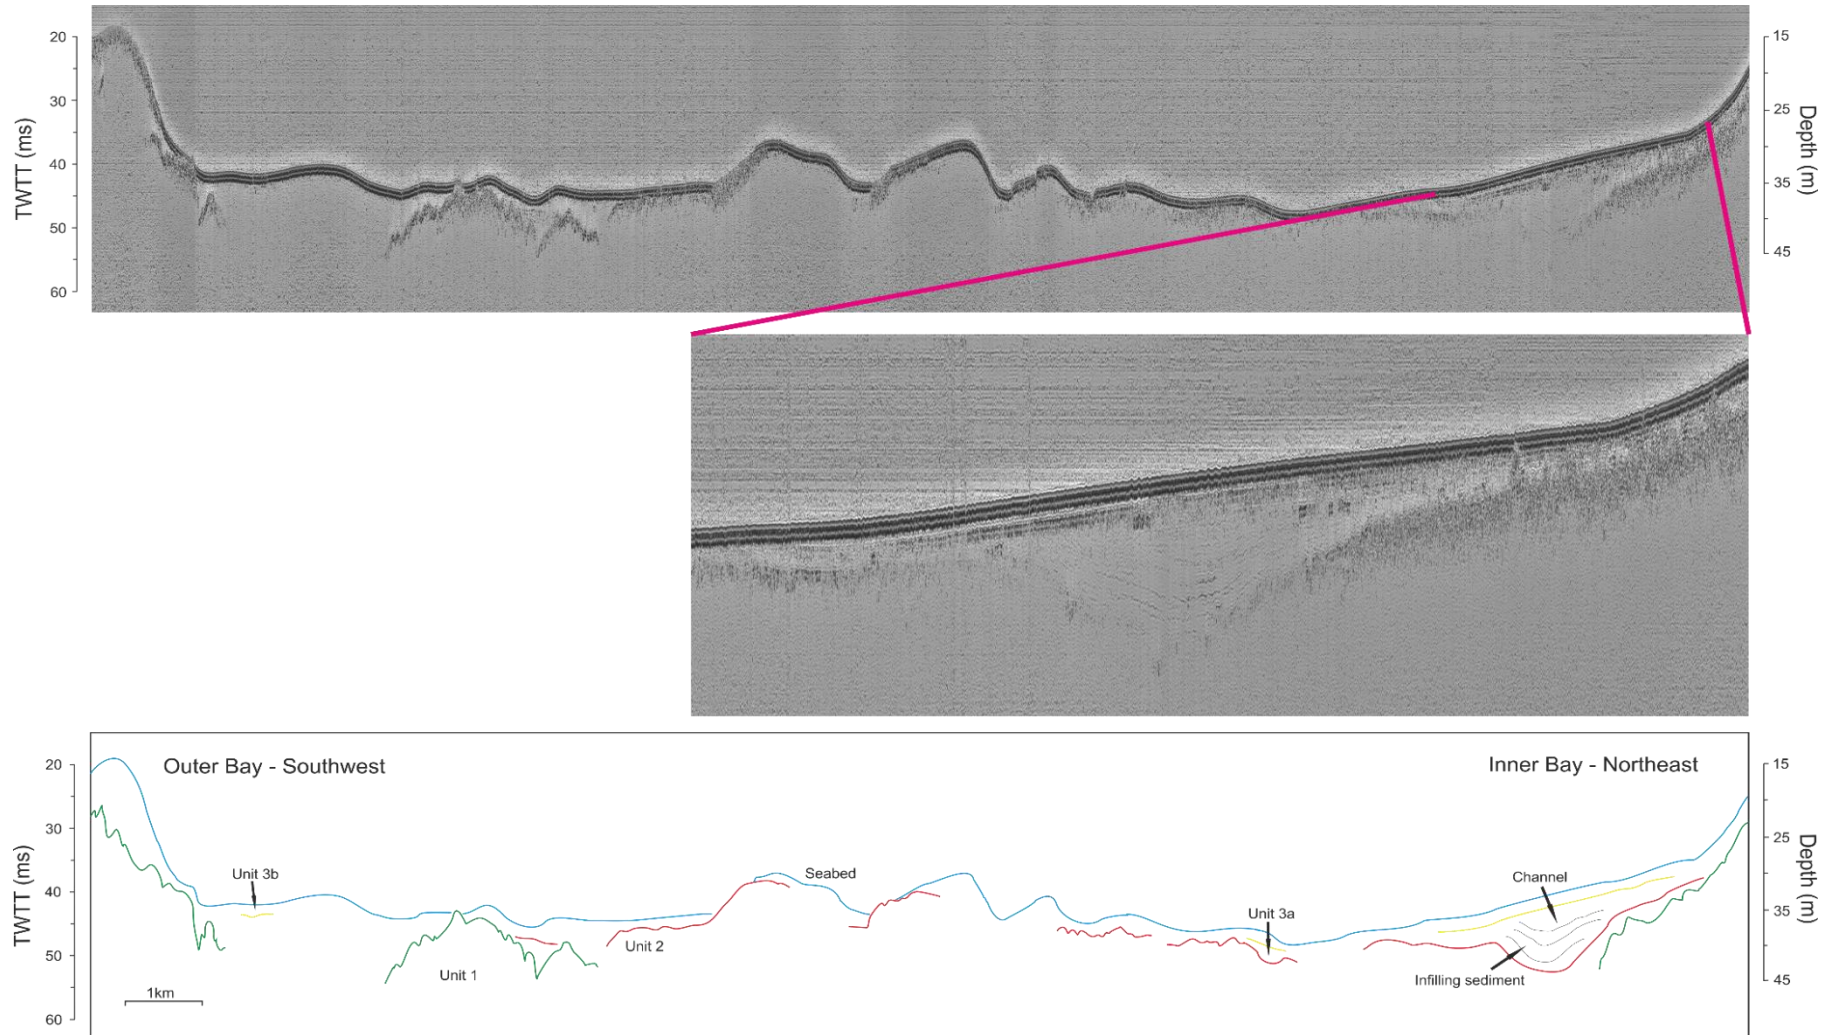 20
30
40
50
60
TWTT (ms)
15
25
35
45
Depth (m)
Outer Bay - Southwest
Inner Bay - Northeast
20
30
40
50
60
TWTT (ms)
Unit 3b
Seabed
Channel
Unit 3a
Unit 2
Unit 1
Infilling sediment
1km
15
25
35
45
Depth (m)